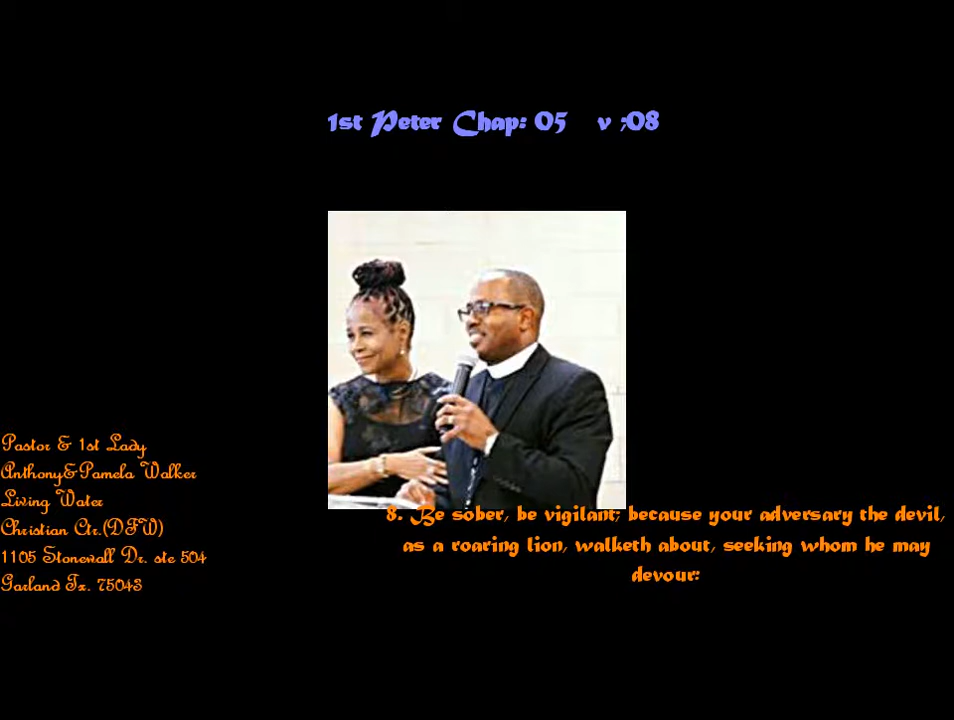 1st Peter Chap: 05 v ;08
Pastor & 1st Lady
Anthony&Pamela Walker
Living Water
Christian Ctr.(DFW)
1105 Stonewall Dr. ste 504
Garland Tx. 75043
8. Be sober, be vigilant; because your adversary the devil,
as a roaring lion, walketh about, seeking whom he may
devour: